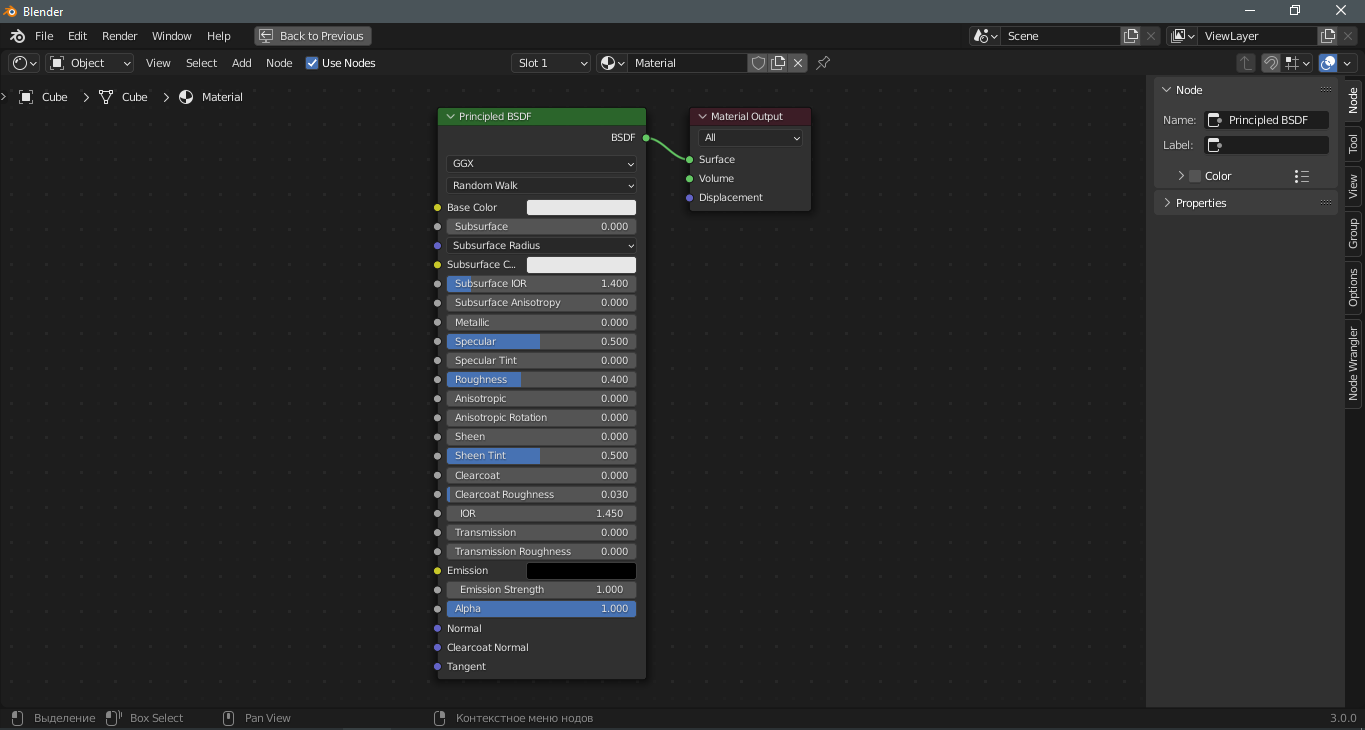 Blender
File Edit Render Window Help Back to Previous Scene ViewLayer
Object View Select Add Node Use Nodes Slot 1 Material
Cube Cube Material
Principled BSDF
BSDF
GGX
Random Walk
Base Color
Subsurface 0.000
Subsurface Radius
Subsurface C...
Subsurface IOR 1.400
Subsurface Anisotropy 0.000
Metallic 0.000
Specular 0.500
Specular Tint 0.000
Roughness 0.400
Anisotropic 0.000
Anisotropic Rotation 0.000
Sheen 0.000
Sheen Tint 0.500
Clearcoat 0.000
Clearcoat Roughness 0.030
IOR 1.450
Transmission 0.000
Transmission Roughness 0.000
Emission
Emission Strength 1.000
Alpha 1.000
Normal
Clearcoat Normal
Tangent
Material Output
All
Surface
Volume
Displacement
Node
Name: Principled BSDF
Label:
Color
Properties
Node
Tool
View
Group
Options
Node Wrangler
Выделение Box Select Pan View Контекстное меню нодов 3.0.0